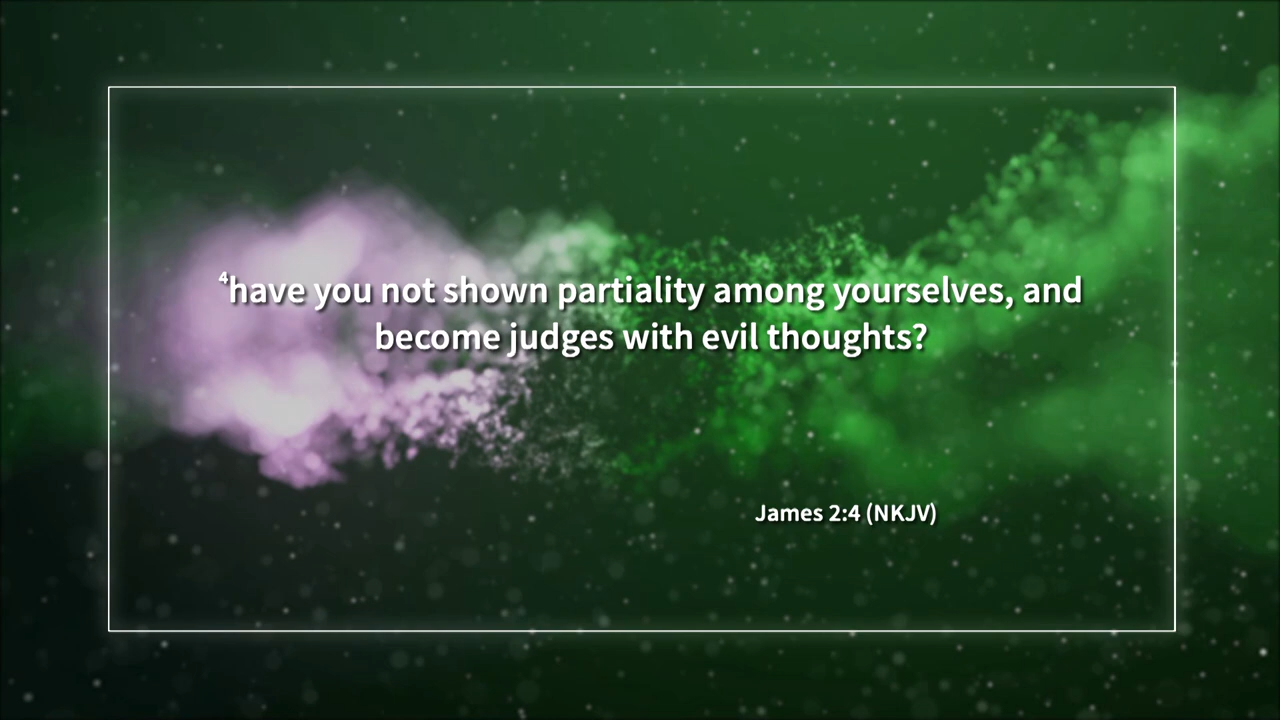 ⁴have you not shown partiality among yourselves, and
become judges with evil thoughts?
James 2:4 (NKJV)